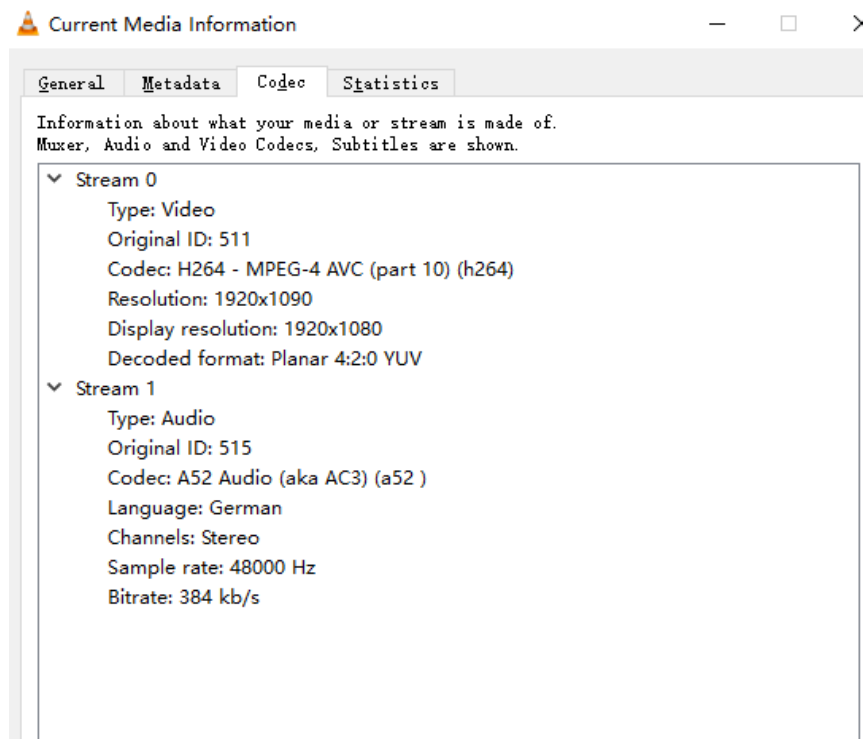 Current Media Information
General Metadata Codec Statistics
Information about what your media or stream is made of.
Muxer, Audio and Video Codecs, Subtitles are shown.
Stream 0
Type: Video
Original ID: 511
Codec: H264 - MPEG-4 AVC (part 10) (h264)
Resolution: 1920x1090
Display resolution: 1920x1080
Decoded format: Planar 4:2:0 YUV
Stream 1
Type: Audio
Original ID: 515
Codec: A52 Audio (aka AC3) (a52 )
Language: German
Channels: Stereo
Sample rate: 48000 Hz
Bitrate: 384 kb/s